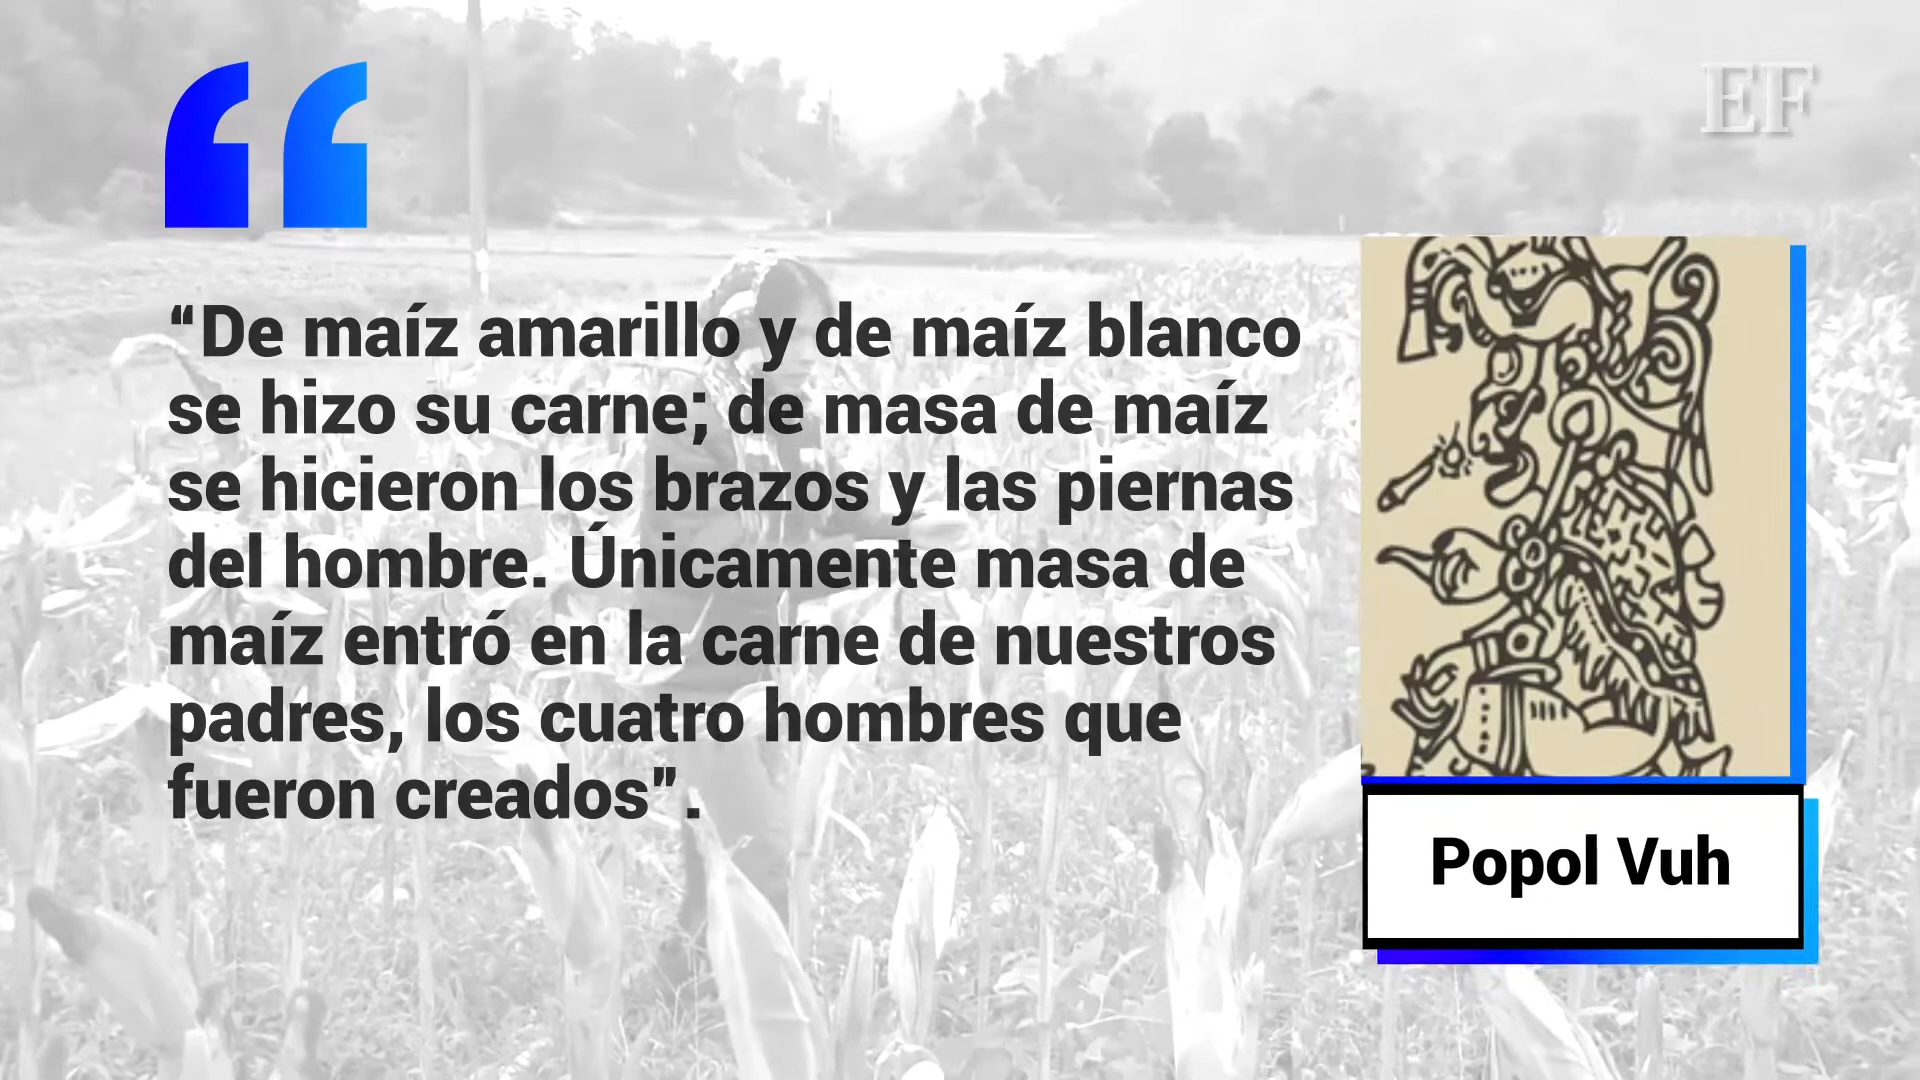 EF
“De maíz amarillo y de maíz blanco
se hizo su carne; de masa de maíz
se hicieron los brazos y las piernas
del hombre. Únicamente masa de
maíz entró en la carne de nuestros
padres, los cuatro hombres que
fueron creados”.
Popol Vuh